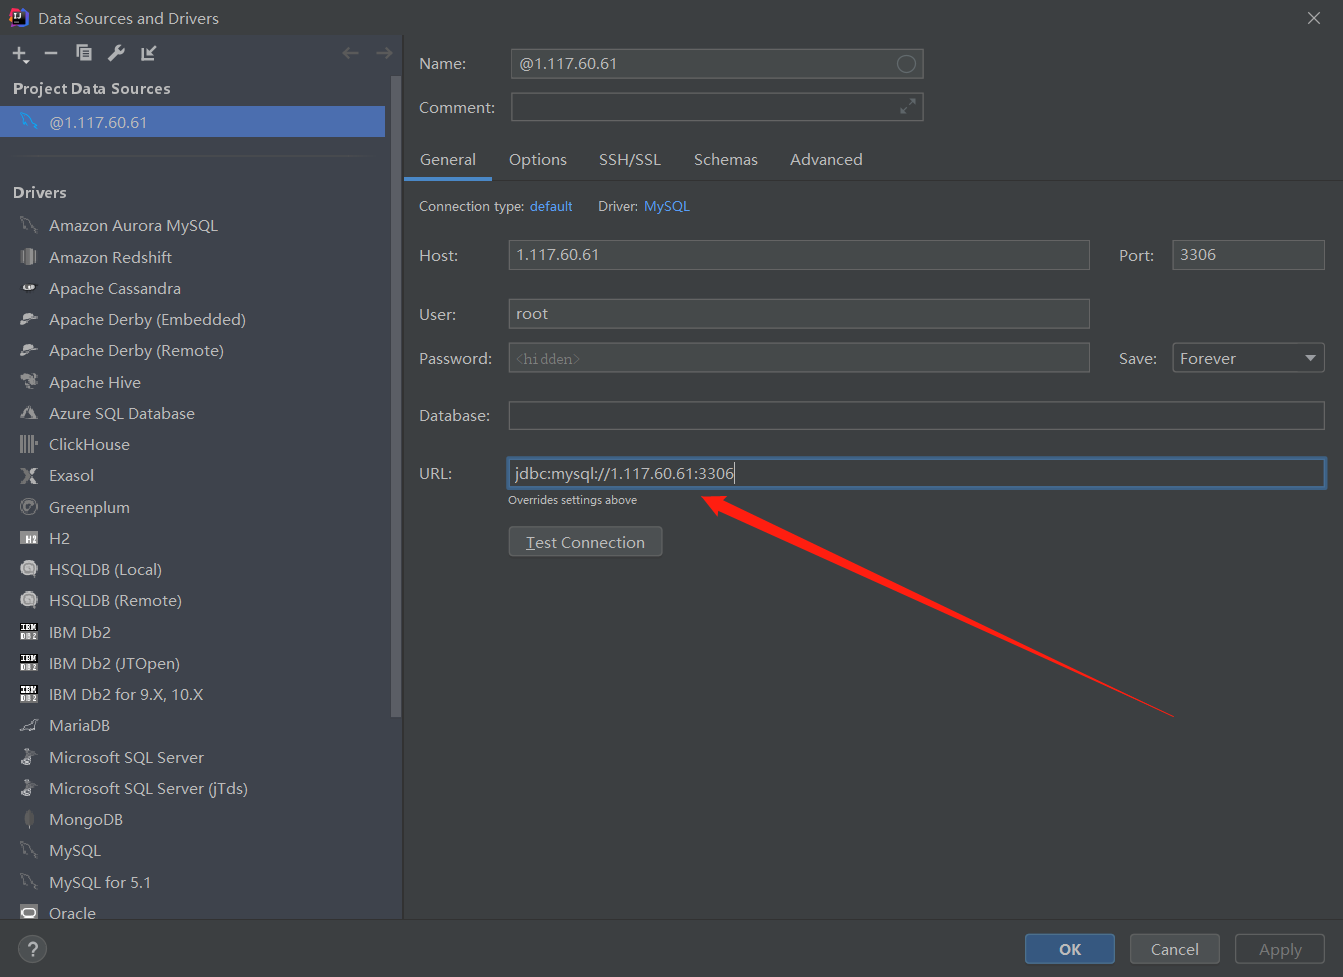 Data Sources and Drivers
Project Data Sources
@1.117.60.61
Drivers
Amazon Aurora MySQL
Amazon Redshift
Apache Cassandra
Apache Derby (Embedded)
Apache Derby (Remote)
Apache Hive
Azure SQL Database
ClickHouse
Exasol
Greenplum
H2
HSQLDB (Local)
HSQLDB (Remote)
IBM Db2
IBM Db2 (JTOpen)
IBM Db2 for 9.X, 10.X
MariaDB
Microsoft SQL Server
Microsoft SQL Server (jTds)
MongoDB
MySQL
MySQL for 5.1
Oracle
Name: @1.117.60.61
Comment:
General Options SSH/SSL Schemas Advanced
Connection type: default Driver: MySQL
Host: 1.117.60.61 Port: 3306
User: root
Password: <hidden> Save: Forever
Database:
URL: jdbc:mysql://1.117.60.61:3306
Overrides settings above
Test Connection
? OK Cancel Apply